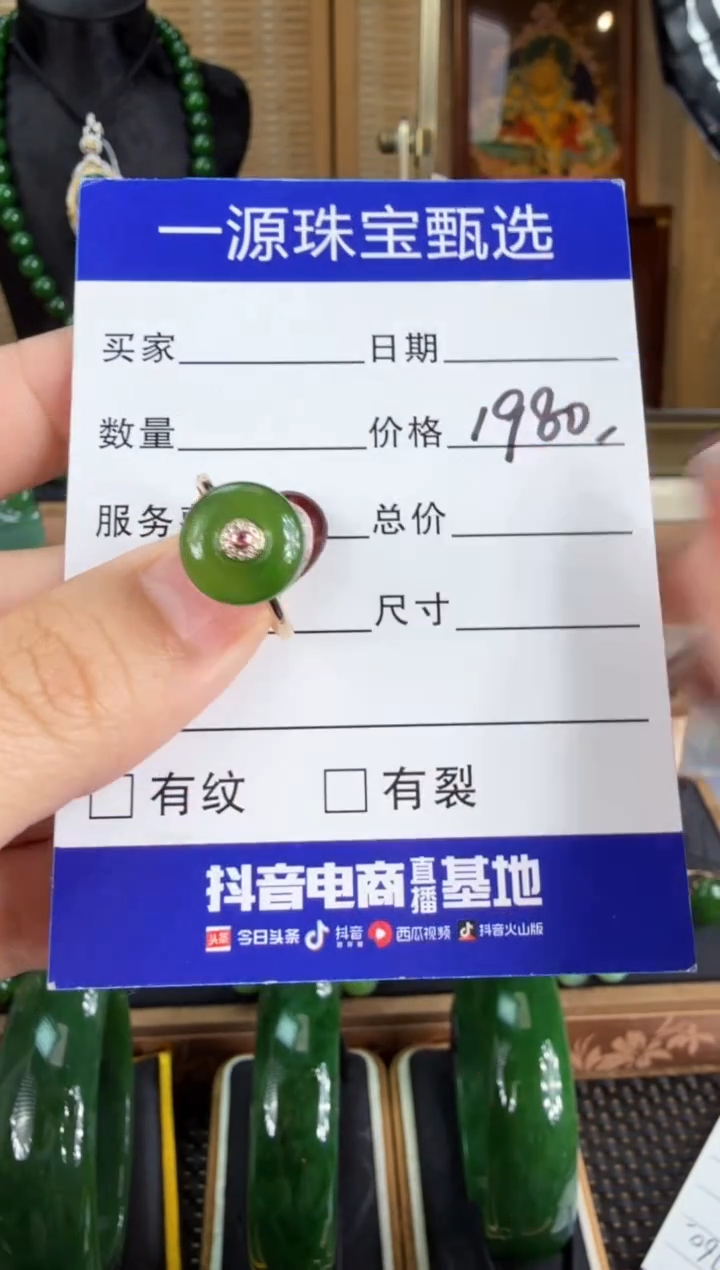 一源珠宝甄选
买家 日期
数量 价格 1980,
服务 总价
尺寸
有纹 有裂
抖音电商直播基地
头条 今日头条 抖音 西瓜视频 抖音火山版